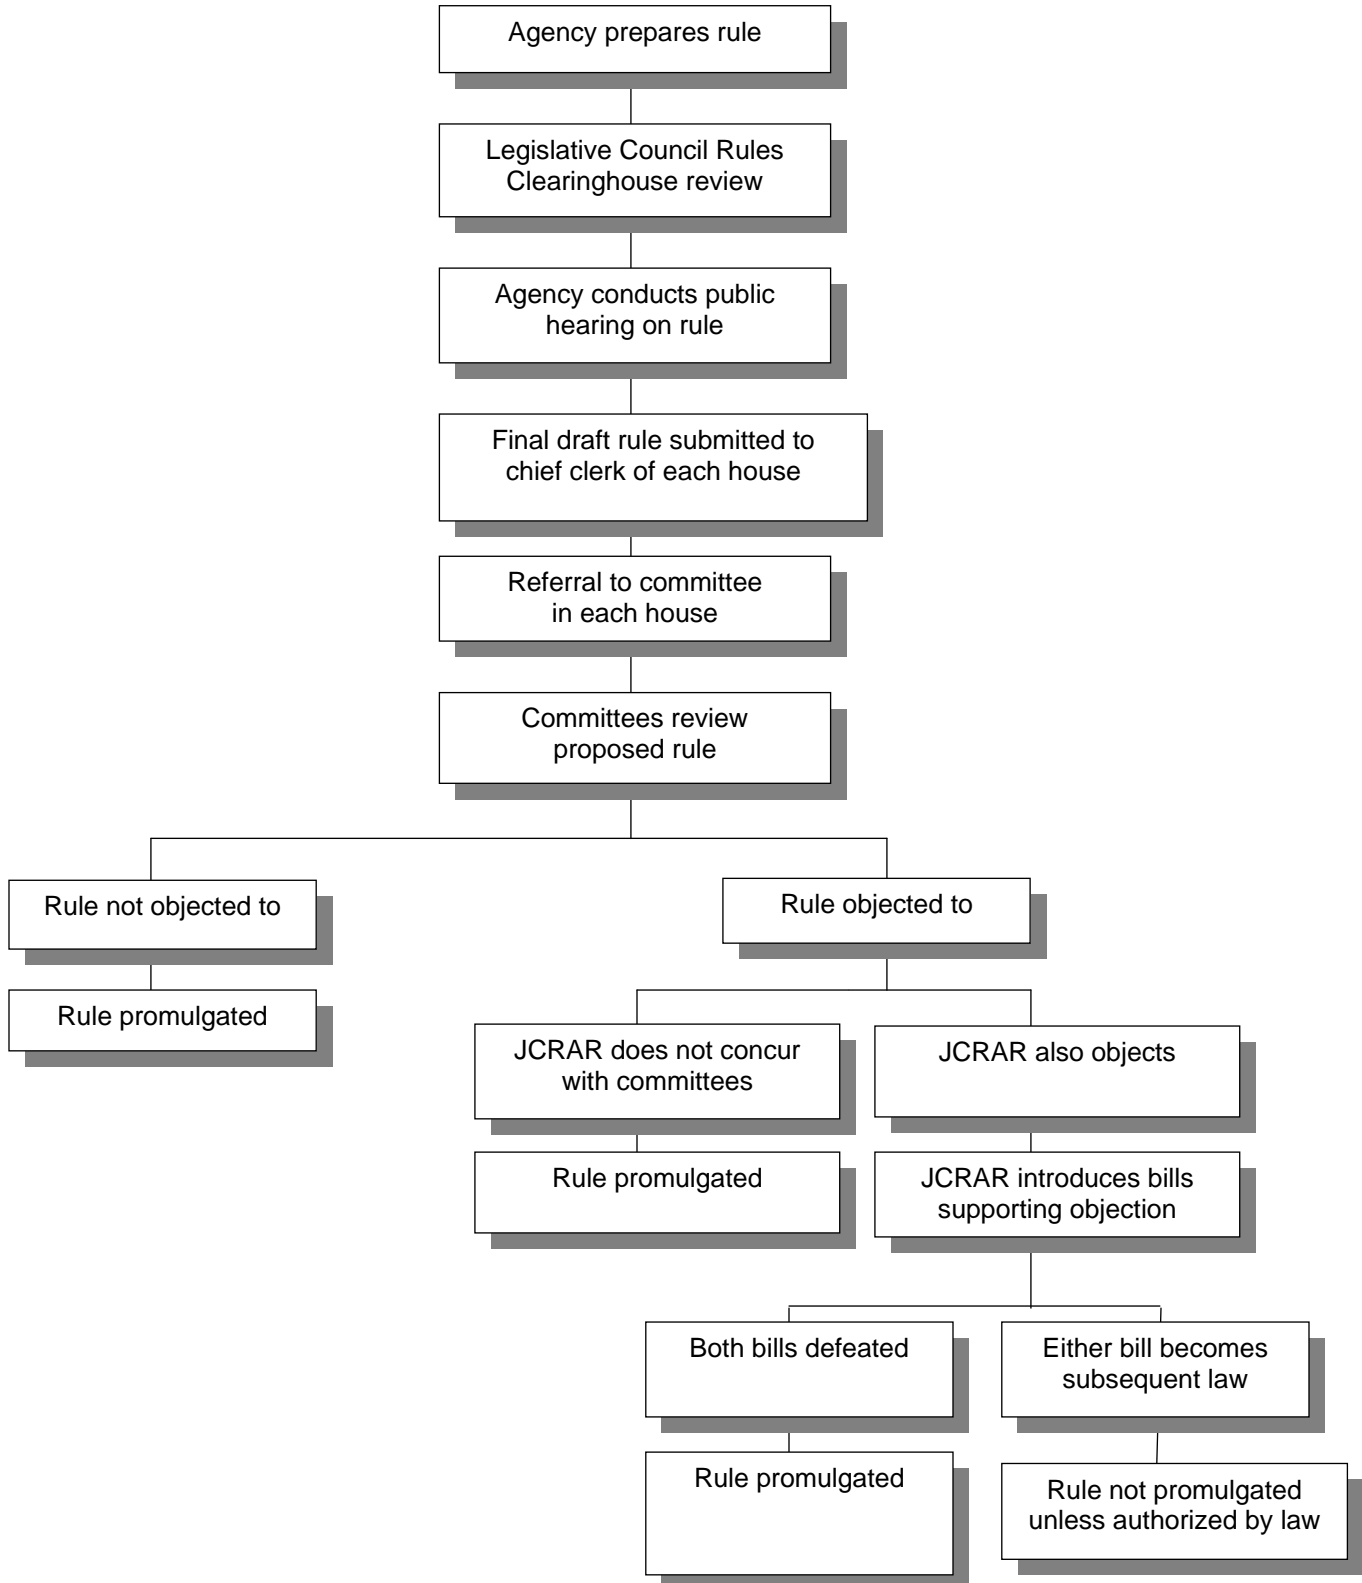 Agency prepares rule
Legislative Council Rules
Clearinghouse review
Agency conducts public
hearing on rule
Final draft rule submitted to
chief clerk of each house
Referral to committee
in each house
Committees review
proposed rule
Rule not objected to
Rule objected to
Rule promulgated
JCRAR does not concur
with committees
JCRAR also objects
Rule promulgated
JCRAR introduces bills
supporting objection
Both bills defeated
Either bill becomes
subsequent law
Rule promulgated
Rule not promulgated
unless authorized by law